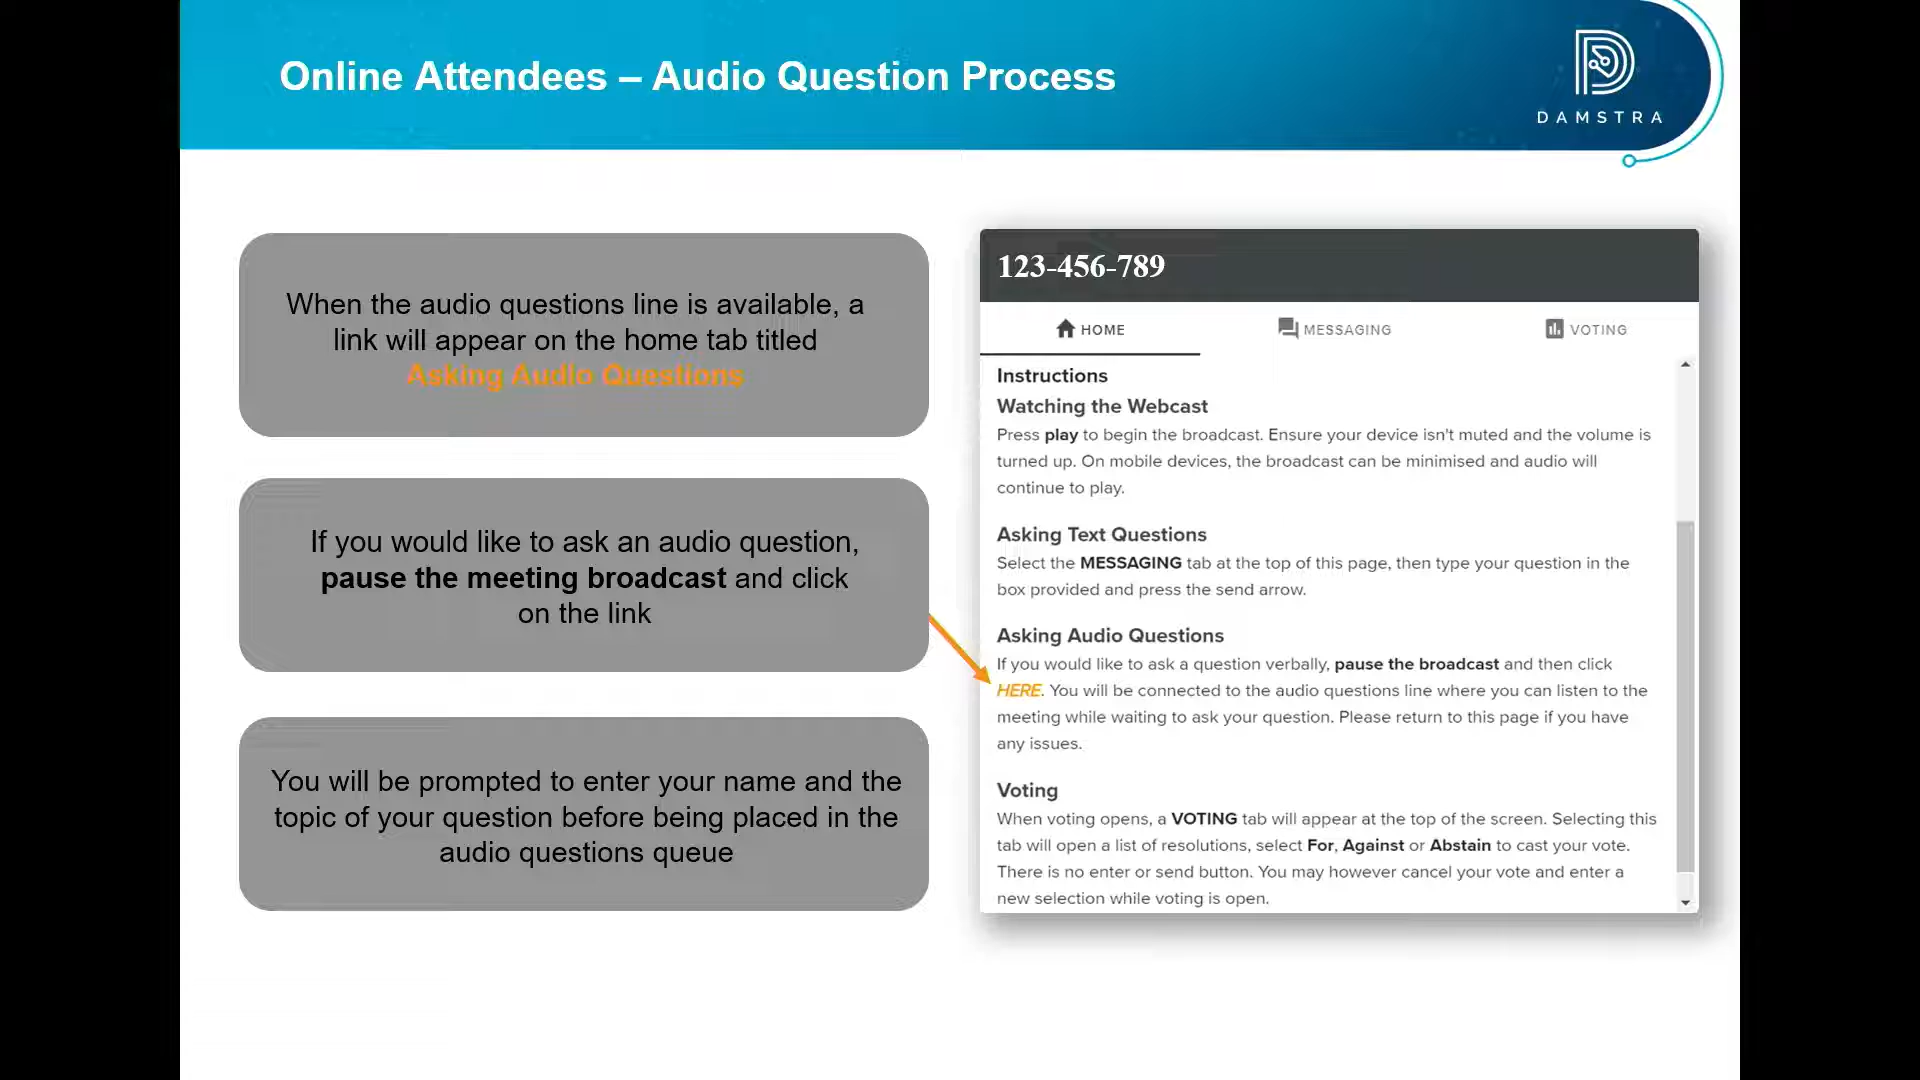 Online Attendees – Audio Question Process
DAMSTRA
When the audio questions line is available, a
link will appear on the home tab titled
Asking Audio Questions
If you would like to ask an audio question,
pause the meeting broadcast and click
on the link
You will be prompted to enter your name and the
topic of your question before being placed in the
audio questions queue
123-456-789
HOME
MESSAGING
VOTING
Instructions
Watching the Webcast
Press play to begin the broadcast. Ensure your device isn't muted and the volume is
turned up. On mobile devices, the broadcast can be minimised and audio will
continue to play.
Asking Text Questions
Select the MESSAGING tab at the top of this page, then type your question in the
box provided and press the send arrow.
Asking Audio Questions
If you would like to ask a question verbally, pause the broadcast and then click
HERE. You will be connected to the audio questions line where you can listen to the
meeting while waiting to ask your question. Please return to this page if you have
any issues.
Voting
When voting opens, a VOTING tab will appear at the top of the screen. Selecting this
tab will open a list of resolutions, select For, Against or Abstain to cast your vote.
There is no enter or send button. You may however cancel your vote and enter a
new selection while voting is open.